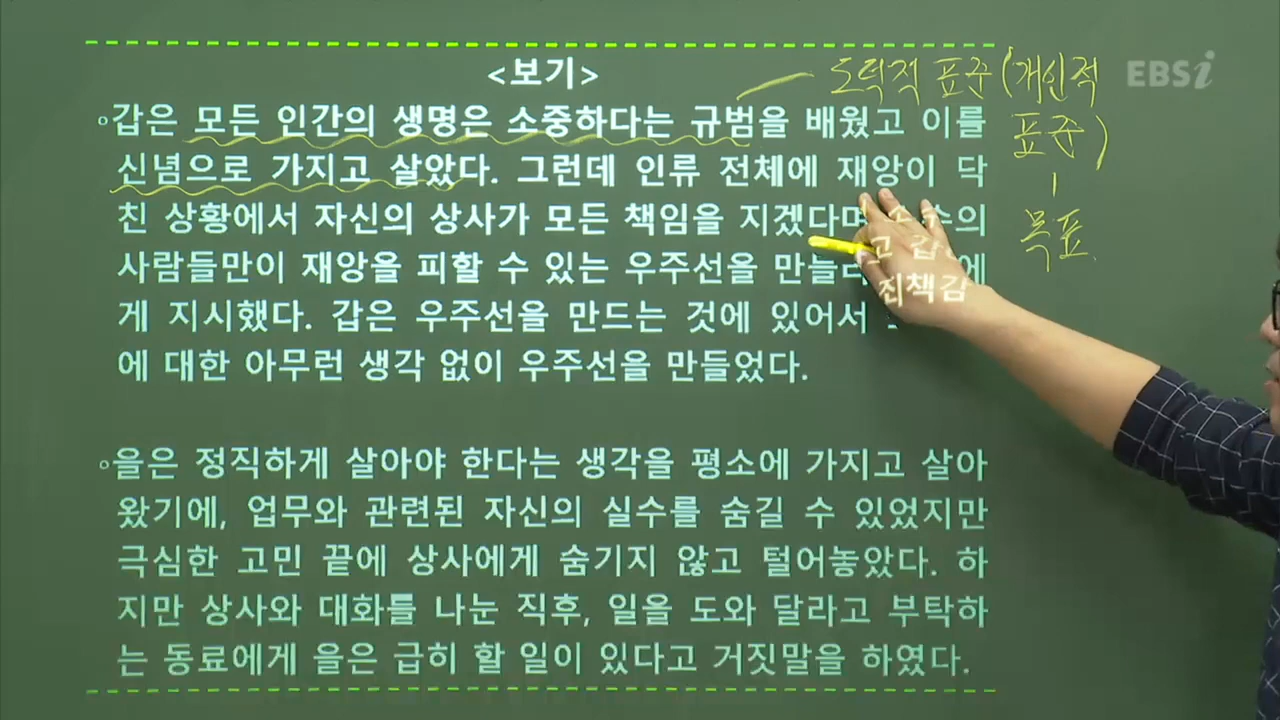 <보기>
도덕적 표준 (개인적
표준)
목표
EBSi
◦갑은 모든 인간의 생명은 소중하다는 규범을 배웠고 이를
신념으로 가지고 살았다. 그런데 인류 전체에 재앙이 닥
친 상황에서 자신의 상사가 모든 책임을 지겠다며 소수의
사람들만이 재앙을 피할 수 있는 우주선을 만들라고 갑에
게 지시했다. 갑은 우주선을 만드는 것에 있어서 죄책감
에 대한 아무런 생각 없이 우주선을 만들었다.
◦을은 정직하게 살아야 한다는 생각을 평소에 가지고 살아
왔기에, 업무와 관련된 자신의 실수를 숨길 수 있었지만
극심한 고민 끝에 상사에게 숨기지 않고 털어놓았다. 하
지만 상사와 대화를 나눈 직후, 일을 도와 달라고 부탁하
는 동료에게 을은 급히 할 일이 있다고 거짓말을 하였다.